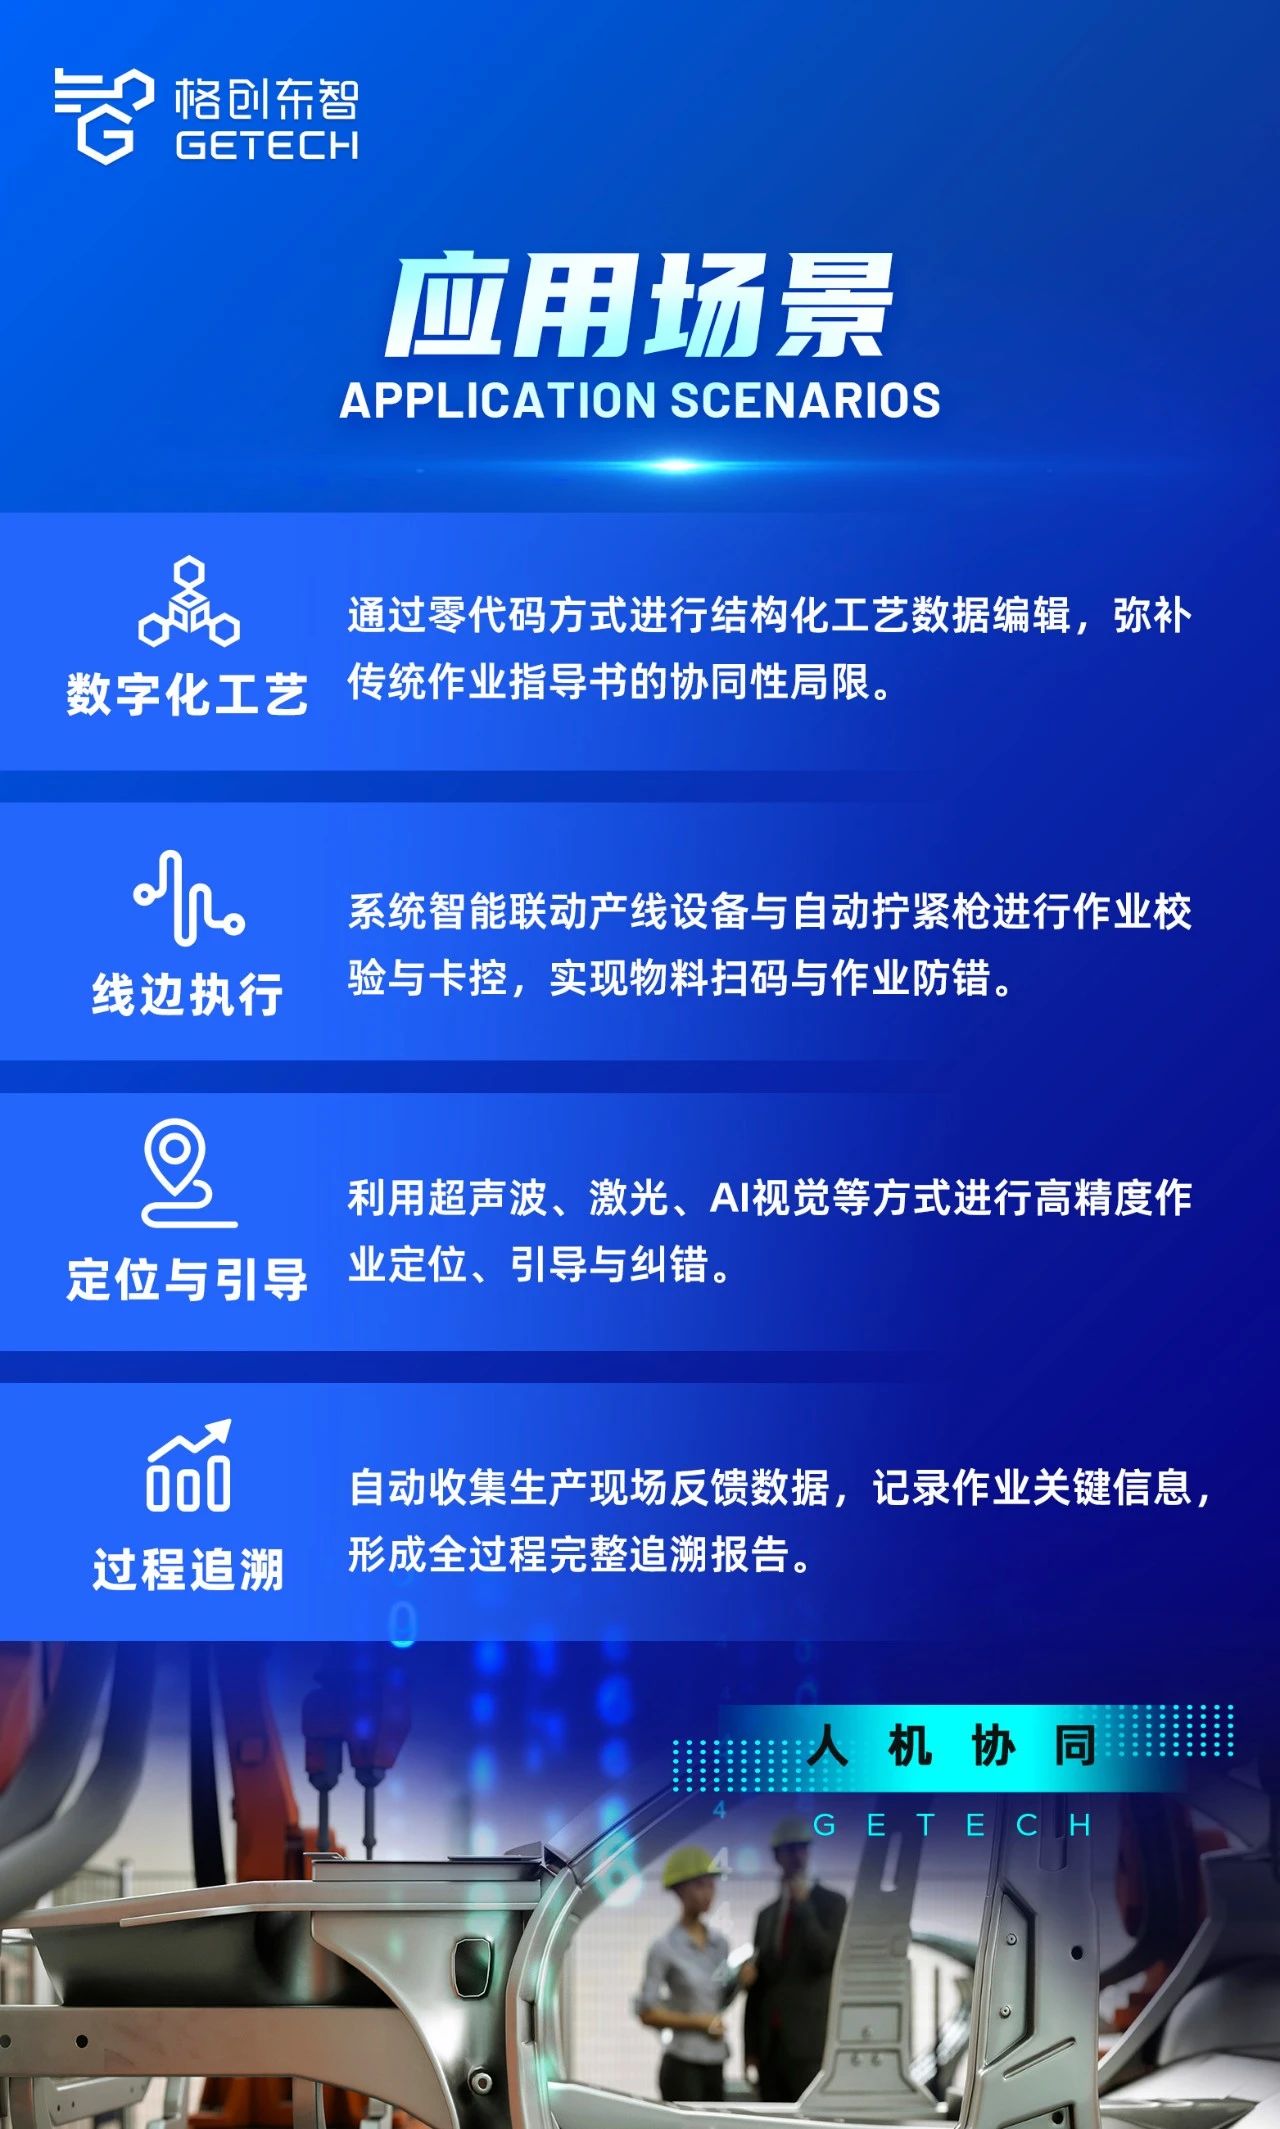 格创东智
GETECH
应用场景
APPLICATION SCENARIOS
数字化工艺
通过零代码方式进行结构化工艺数据编辑，弥补
传统作业指导书的协同性局限。
线边执行
系统智能联动产线设备与自动拧紧枪进行作业校
验与卡控，实现物料扫码与作业防错。
定位与引导
利用超声波、激光、AI视觉等方式进行高精度作
业定位、引导与纠错。
过程追溯
自动收集生产现场反馈数据，记录作业关键信息，
形成全过程完整追溯报告。
人机协同
GETECH